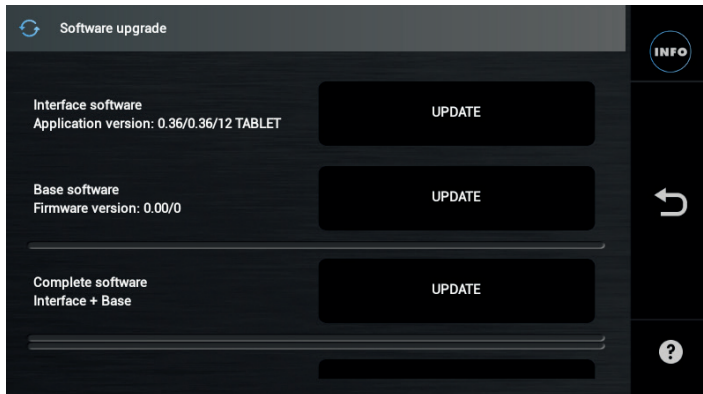 Software upgrade
INFO
Interface software
Application version: 0.36/0.36/12 TABLET
UPDATE
Base software
Firmware version: 0.00/0
UPDATE
Complete software
Interface + Base
UPDATE
?